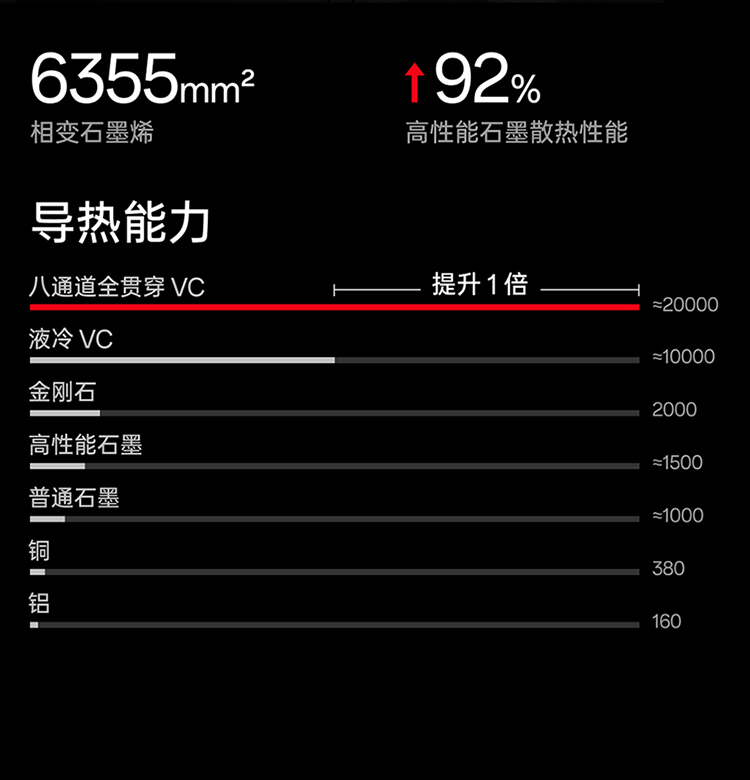 6355mm²
相变石墨烯
↑92%
高性能石墨散热性能
导热能力
八通道全贯穿 VC
提升 1 倍
≈20000
液冷 VC
≈10000
金刚石
2000
高性能石墨
≈1500
普通石墨
≈1000
铜
380
铝
160